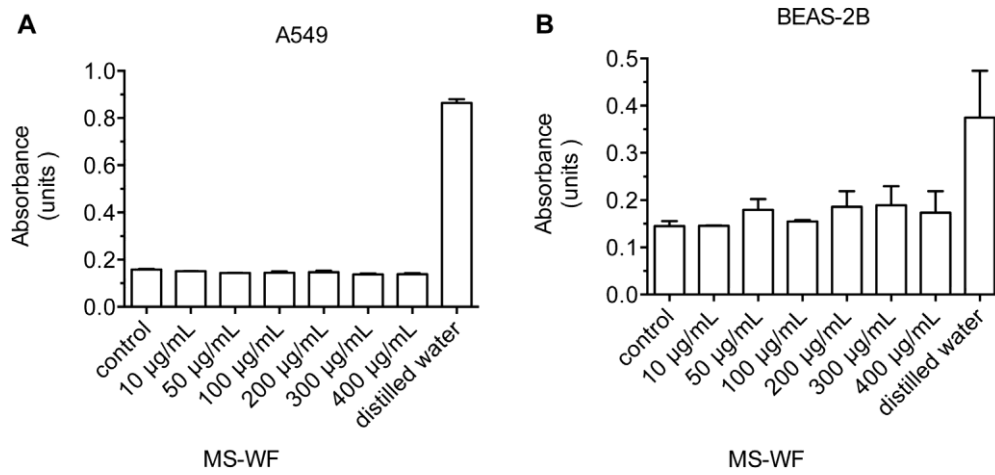 A
A549
Absorbance
(units )
1.0
0.8
0.6
0.4
0.2
0.0
control
10 µg/mL
50 µg/mL
100 µg/mL
200 µg/mL
300 µg/mL
400 µg/mL
distilled water
MS-WF
B
BEAS-2B
Absorbance
(units )
0.5
0.4
0.3
0.2
0.1
0.0
control
10 µg/mL
50 µg/mL
100 µg/mL
200 µg/mL
300 µg/mL
400 µg/mL
distilled water
MS-WF